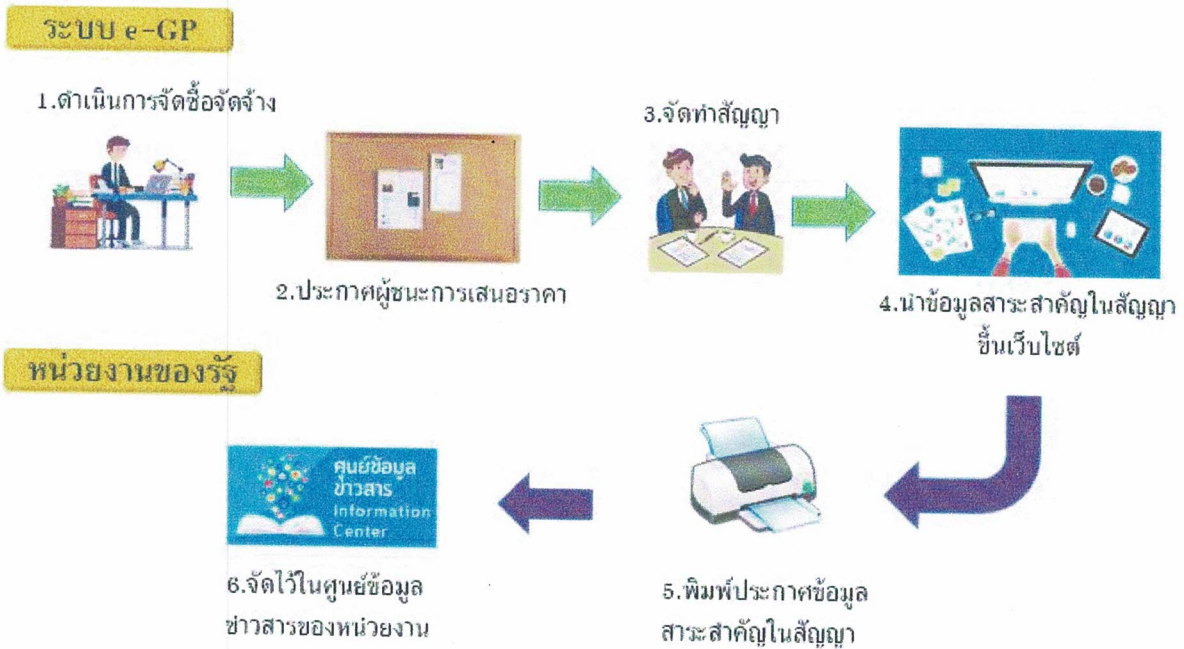 ระบบ e-GP
1.ดำเนินการจัดซื้อจัดจ้าง
2.ประกาศผู้ชนะการเสนอราคา
3.จัดทำสัญญา
4.นำข้อมูลสาระสำคัญในสัญญา
ขึ้นเว็บไซต์
หน่วยงานของรัฐ
5.พิมพ์ประกาศข้อมูล
สาระสำคัญในสัญญา
ศูนย์ข้อมูล
ข่าวสาร
Information
Center
6.จัดไว้ในศูนย์ข้อมูล
ข่าวสารของหน่วยงาน